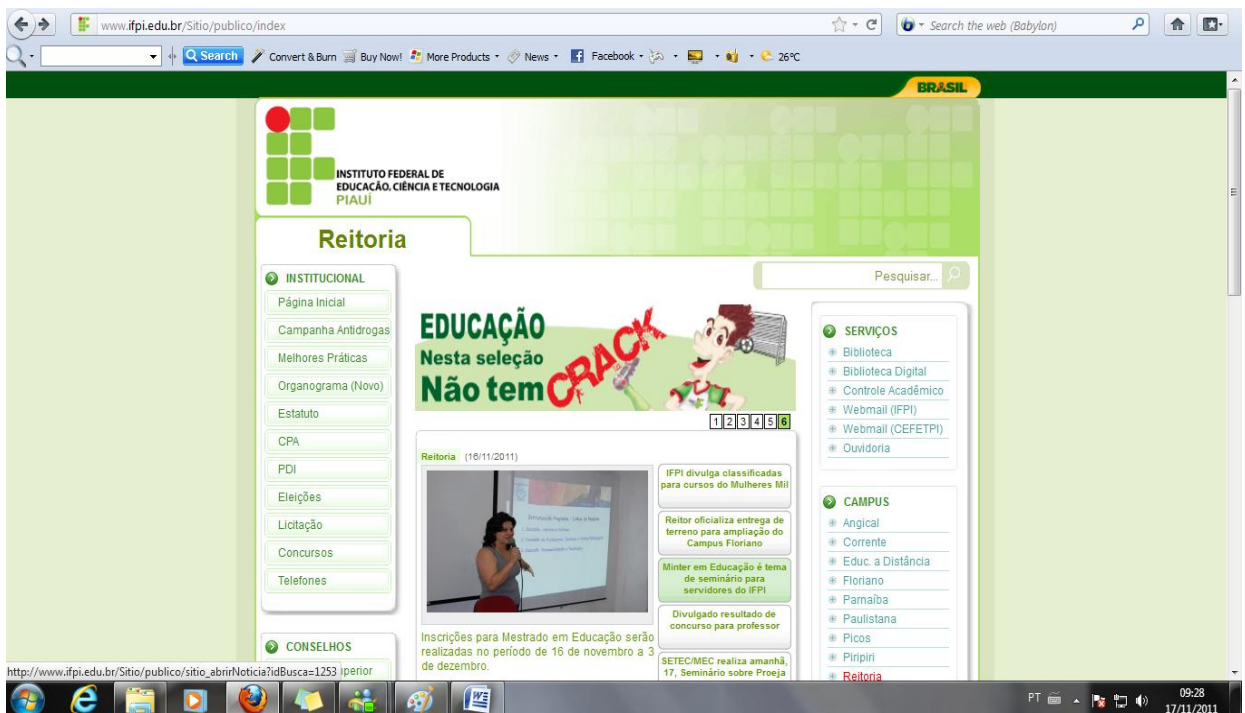 www.ifpi.edu.br/Sitio/publico/index
Search the web (Babylon)
Search
Convert & Burn
Buy Now!
More Products
News
Facebook
26°C
BRASIL
INSTITUTO FEDERAL DE
EDUCAÇÃO, CIÊNCIA E TECNOLOGIA
PIAUÍ
Reitoria
Pesquisar...
INSTITUCIONAL
Página Inicial
Campanha Antidrogas
Melhores Práticas
Organograma (Novo)
Estatuto
CPA
PDI
Eleições
Licitação
Concursos
Telefones
CONSELHOS
perior
EDUCAÇÃO
Nesta seleção
Não tem CRACK
1 2 3 4 5 6
Reitoria (16/11/2011)
Inscrições para Mestrado em Educação serão
realizadas no período de 16 de novembro a 3
de dezembro.
IFPI divulga classificadas
para cursos do Mulheres Mil
Reitor oficializa entrega de
terreno para ampliação do
Campus Floriano
Minter em Educação é tema
de seminário para
servidores do IFPI
Divulgado resultado de
concurso para professor
SETEC/MEC realiza amanhã,
17, Seminário sobre Proeja
SERVIÇOS
Biblioteca
Biblioteca Digital
Controle Acadêmico
Webmail (IFPI)
Webmail (CEFETPI)
Ouvidoria
CAMPUS
Angical
Corrente
Educ. a Distância
Floriano
Parnaíba
Paulistana
Picos
Piripiri
Reitoria
http://www.ifpi.edu.br/Sitio/publico/sitio_abrirNoticia?idBusca=1253
PT
09:28
17/11/2011